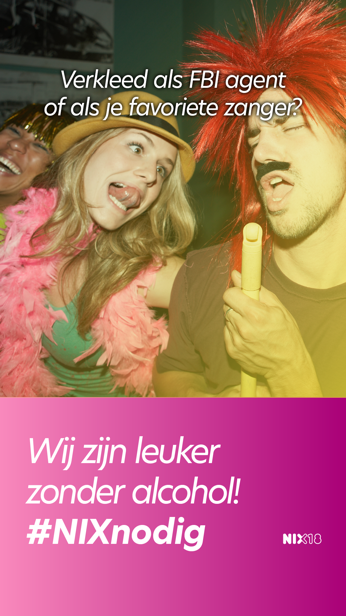 Verkleed als FBI agent
of als je favoriete zanger?
Wij zijn leuker
zonder alcohol!
#NIXnodig
NIX18